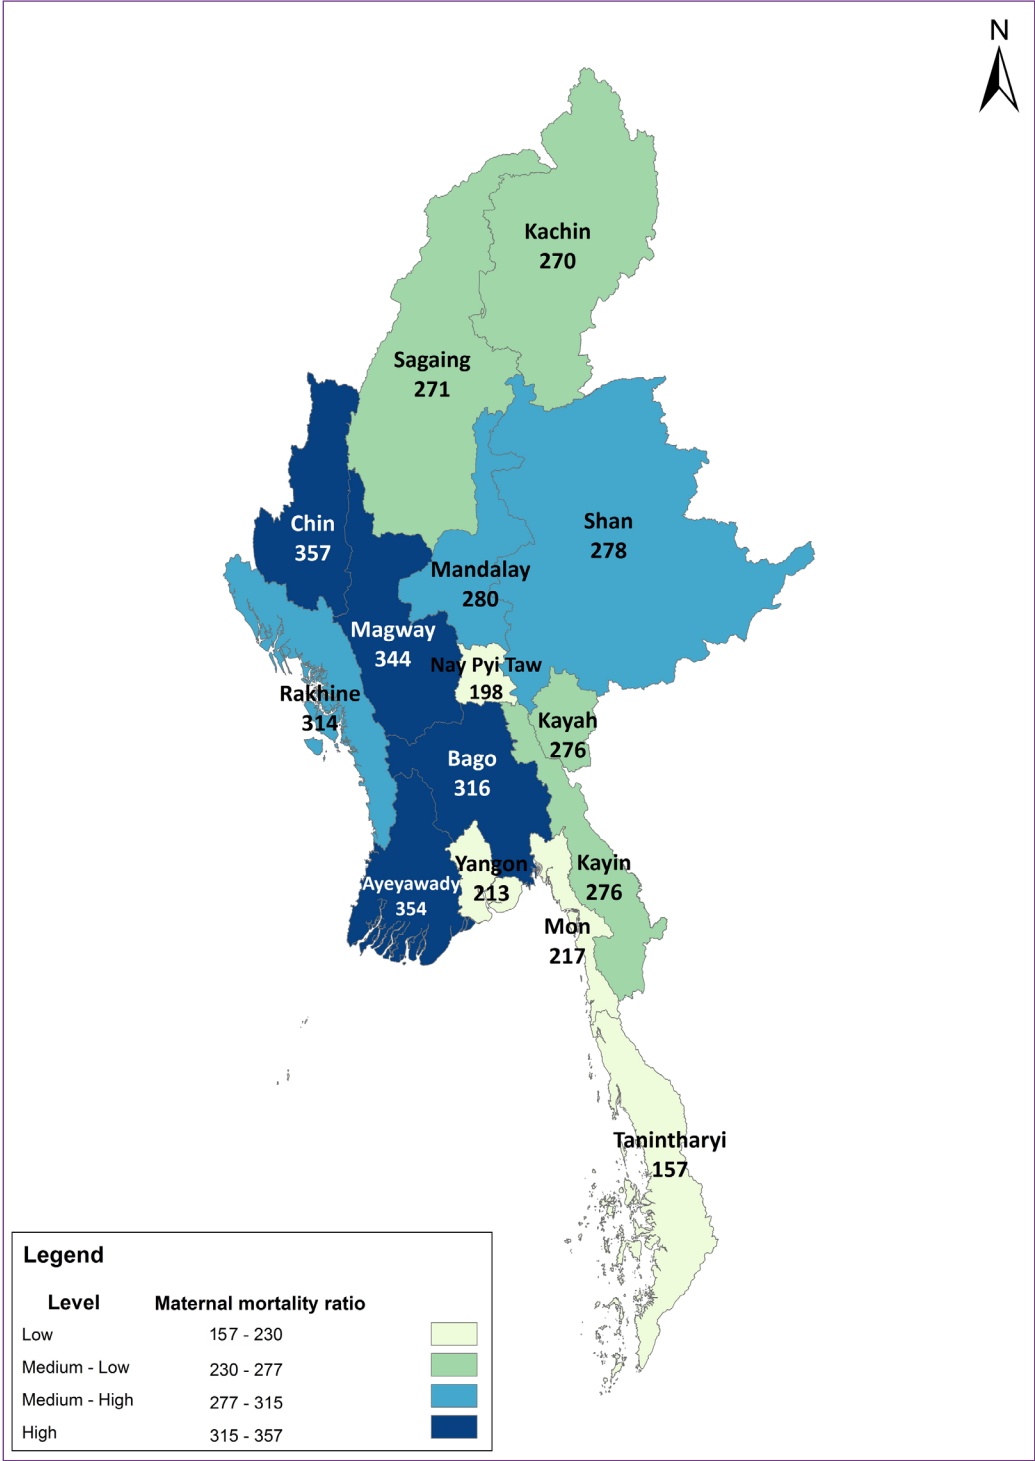 N
Kachin
270
Sagaing
271
Chin
357
Shan
278
Mandalay
280
Magway
344
Nay Pyi Taw
198
Rakhine
314
Kayah
276
Bago
316
Yangon
213
Kayin
276
Ayeyawady
354
Mon
217
Tanintharyi
157
Legend
Level Maternal mortality ratio
Low 157 - 230
Medium - Low 230 - 277
Medium - High 277 - 315
High 315 - 357